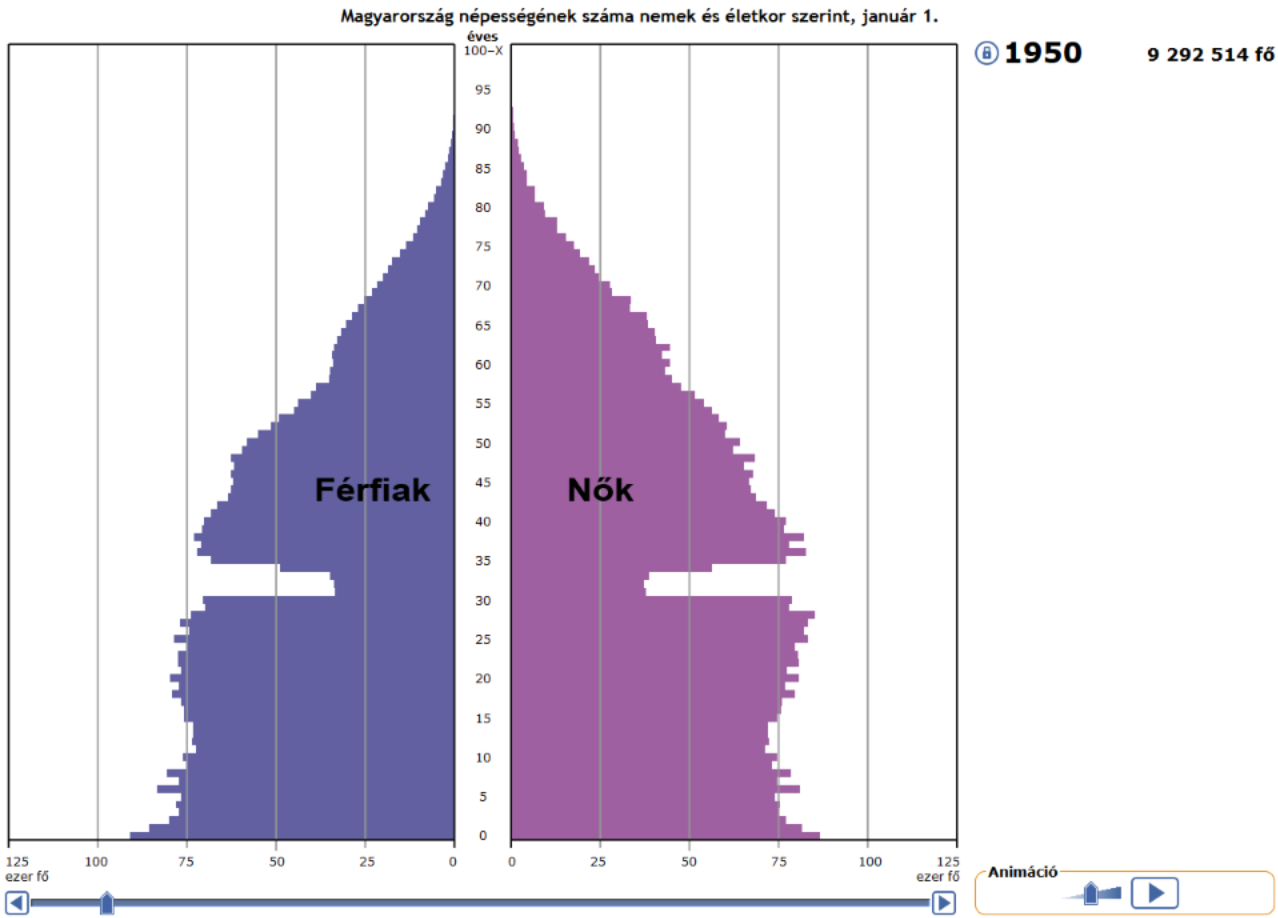 Magyarország népességének száma nemek és életkor szerint, január 1.
éves
100-X
95
90
85
80
75
70
65
60
55
50
45
40
35
30
25
20
15
10
5
0
Férfiak
Nők
125 100 75 50 25 0
ezer fő
0 25 50 75 100 125
ezer fő
1950 9 292 514 fő
Animáció